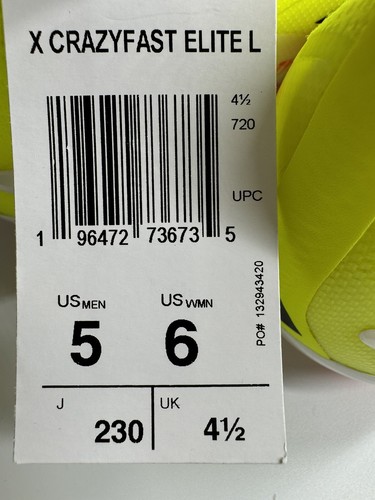 X CRAZYFAST ELITE L
4½
720
UPC
1 96472 73673 5
PO# 132943420
US MEN
5
US WMN
6
J
230
UK
4½